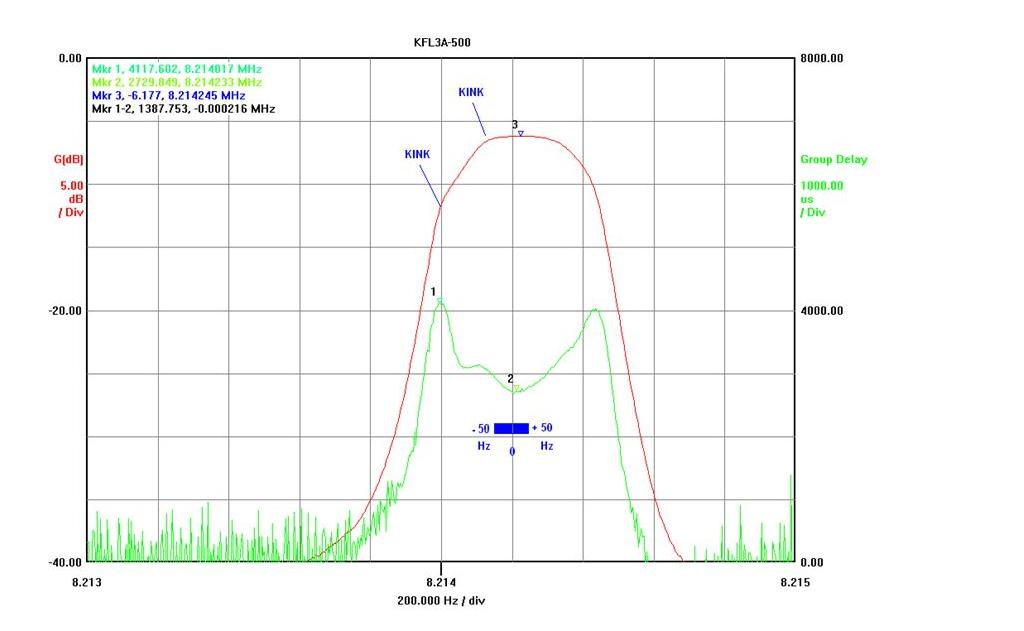 KFL3A-500
0.00
8000.00
Mkr 1, 4117.602, 8.214017 MHz
Mkr 2, 2729.849, 8.214233 MHz
Mkr 3, -6.177, 8.214245 MHz
Mkr 1-2, 1387.753, -0.000216 MHz
KINK
3
KINK
G(dB)
5.00
dB
/ Div
Group Delay
1000.00
us
/ Div
1
-20.00
4000.00
2
- 50
Hz
0
+ 50
Hz
-40.00
0.00
8.213
8.214
8.215
200.000 Hz / div